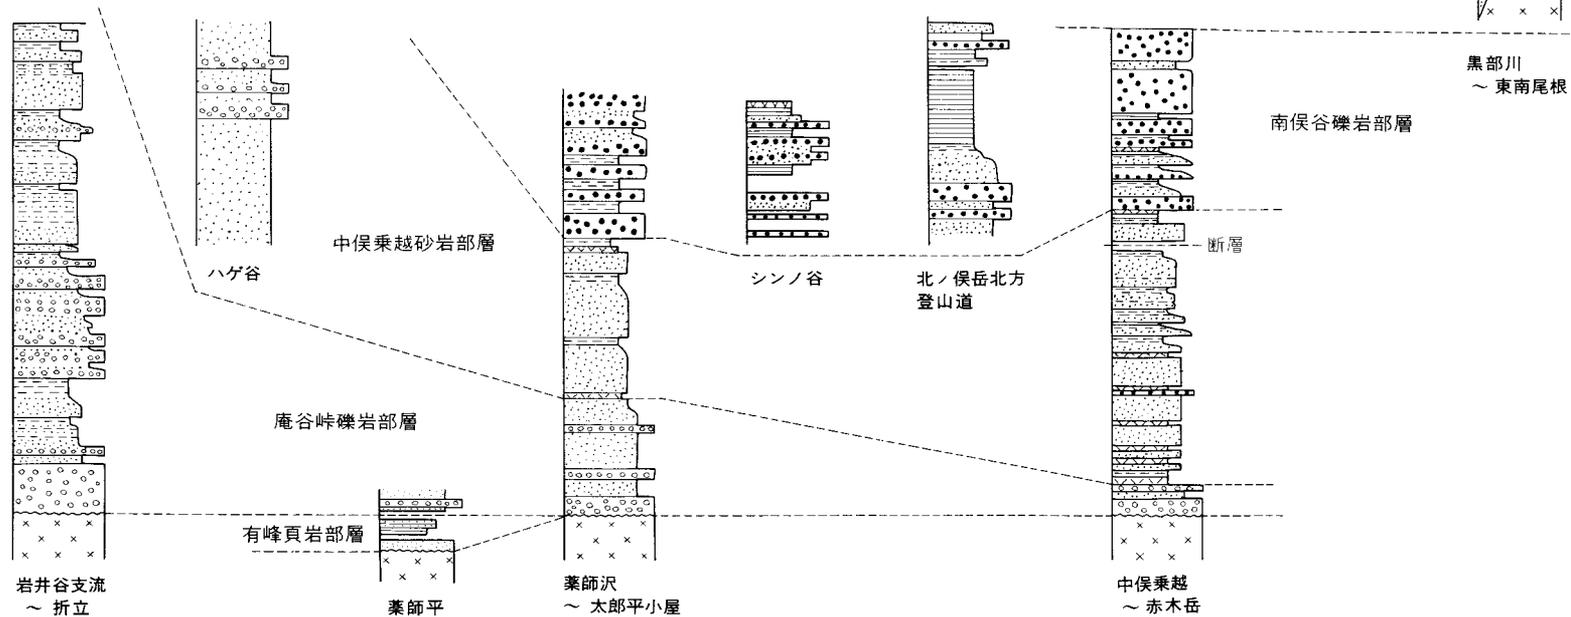 黒部川
～ 東南尾根
南俣谷礫岩部層
中俣乗越砂岩部層
断層
ハゲ谷
シンノ谷
北ノ俣岳北方
登山道
庵谷峠礫岩部層
有峰頁岩部層
岩井谷支流
～ 折立
薬師平
薬師沢
～ 太郎平小屋
中俣乗越
～ 赤木岳